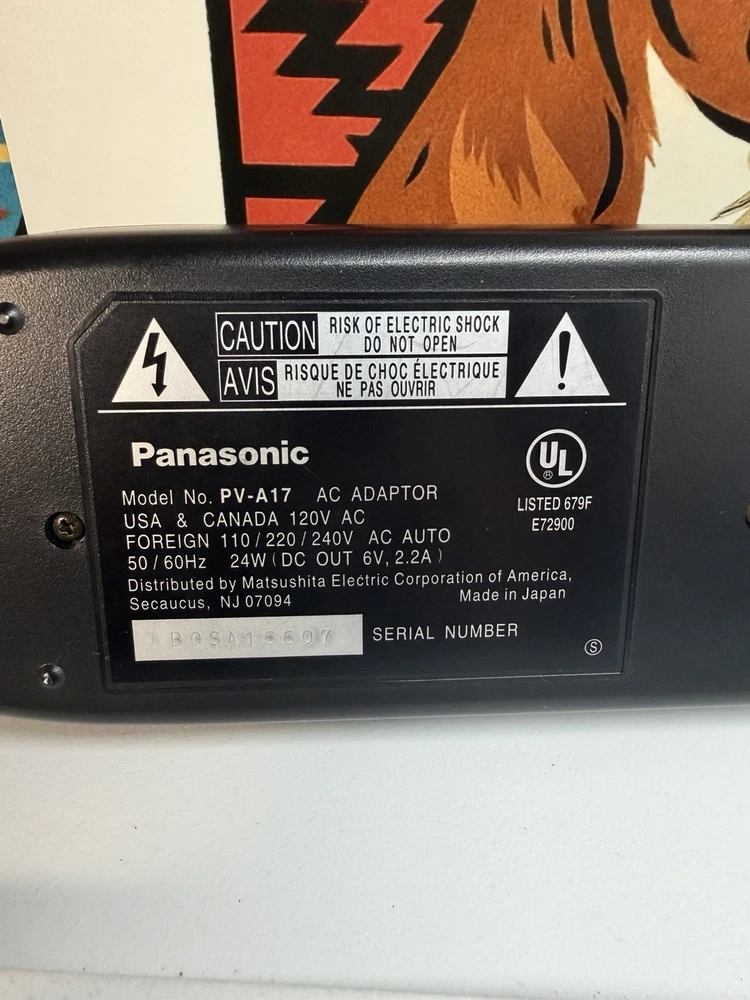 CAUTION RISK OF ELECTRIC SHOCK
DO NOT OPEN
AVIS RISQUE DE CHOC ÉLECTRIQUE
NE PAS OUVRIR
Panasonic
UL
®
LISTED 679F
E72900
Model No. PV-A17 AC ADAPTOR
USA & CANADA 120V AC
FOREIGN 110/220/240V AC AUTO
50/60Hz 24W (DC OUT 6V, 2.2A)
Distributed by Matsushita Electric Corporation of America,
Secaucus, NJ 07094 Made in Japan
B0SA16607 SERIAL NUMBER
S